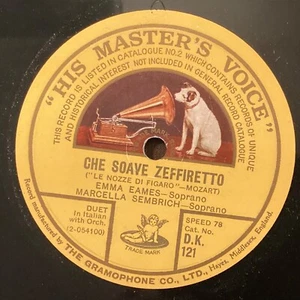 "HIS MASTER'S VOICE"
THIS RECORD IS LISTED IN CATALOGUE NO.2 WHICH CONTAINS RECORDS OF UNIQUE
AND HISTORICAL INTEREST NOT INCLUDED IN GENERAL RECORD CATALOGUE
CHE SOAVE ZEFFIRETTO
("LE NOZZE DI FIGARO"—MOZART)
EMMA EAMES—Soprano
MARCELLA SEMBRICH—Soprano
DUET
In Italian
with Orch.
(2-054100)
TRADE MARK
SPEED 78
Cat. No.
D.K.
121
Record manufactured by THE GRAMOPHONE CO., LTD., Hayes, Middlesex, England.